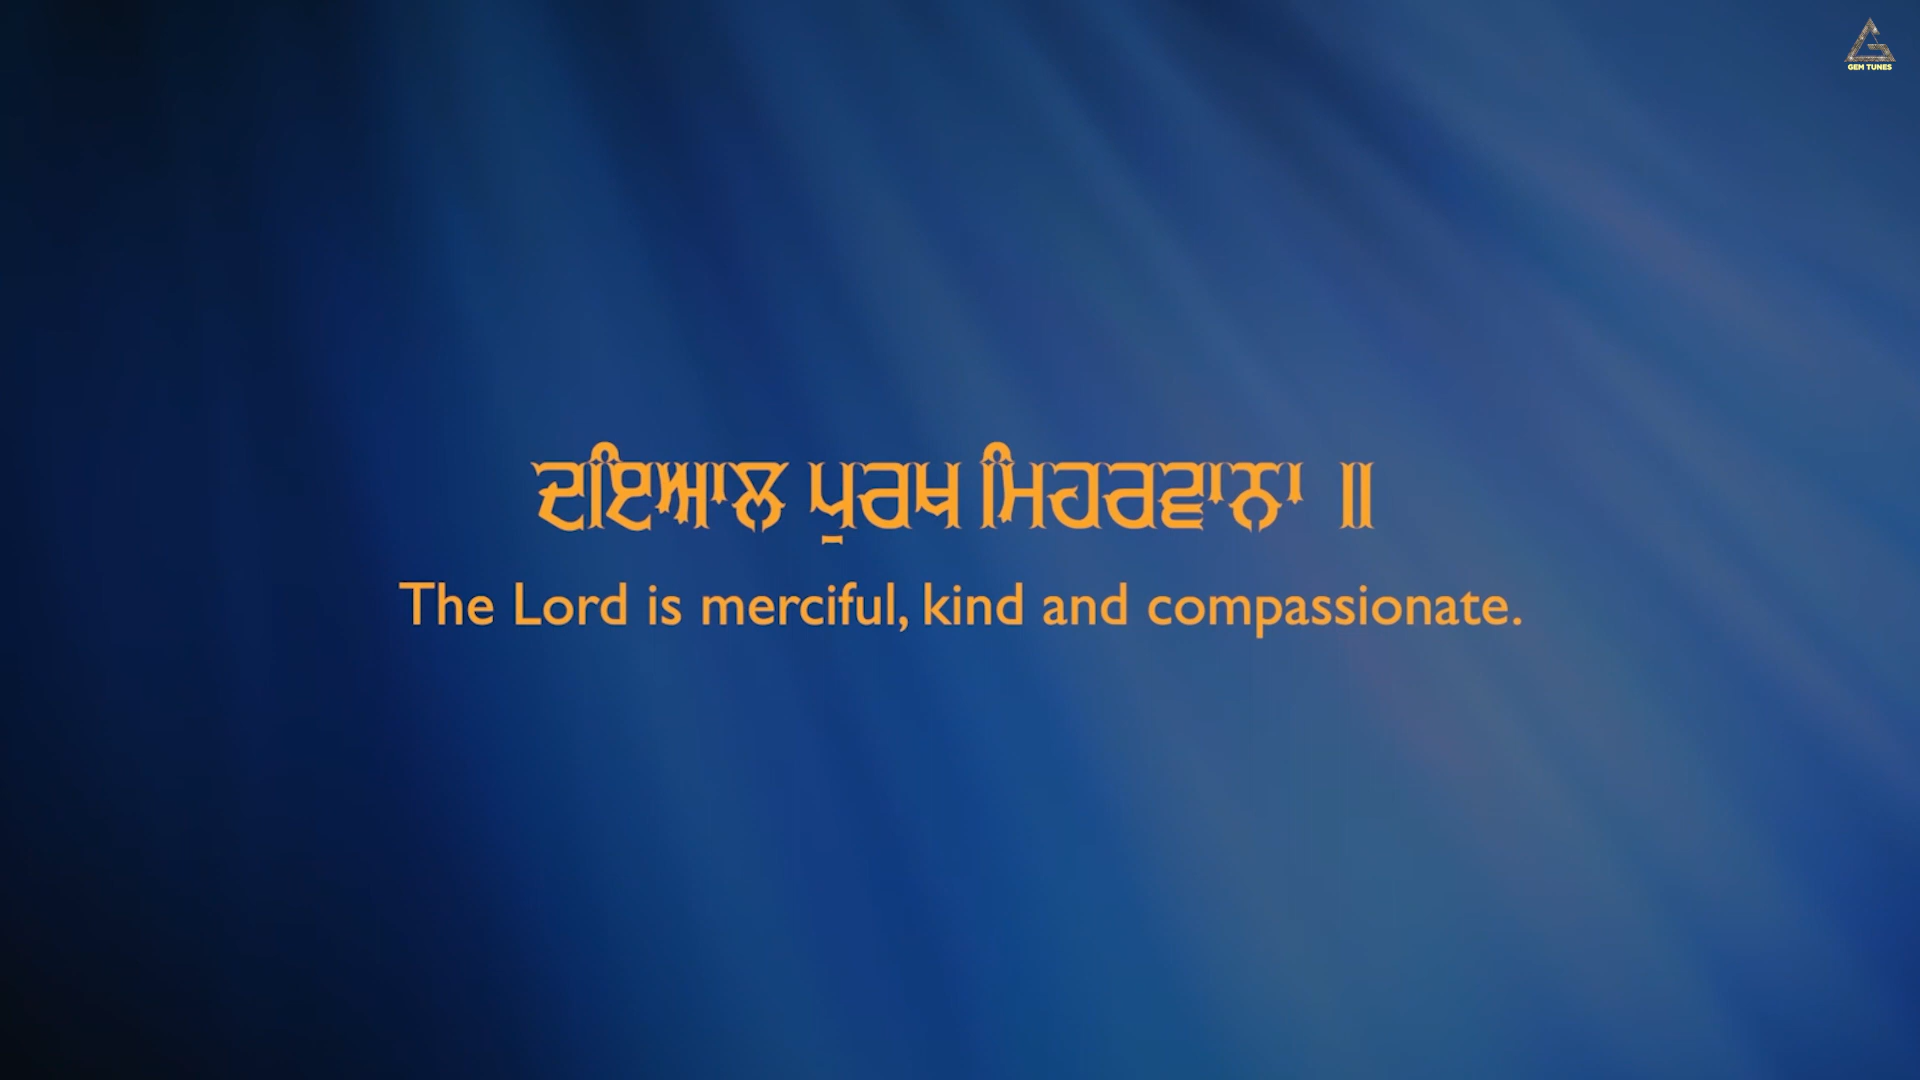 GEM TUNES
ਦਇਆਲ ਪੁਰਖ ਮਿਹਰਵਾਨਾ ॥
The Lord is merciful, kind and compassionate.